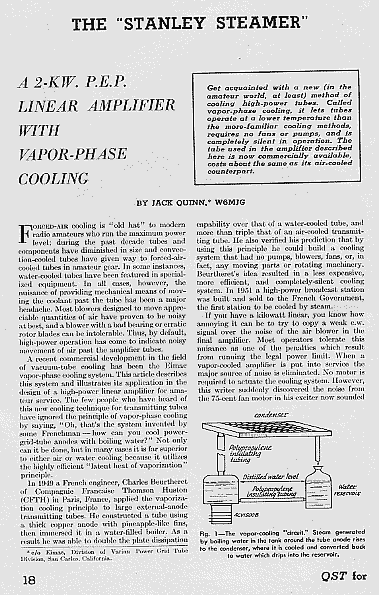 THE "STANLEY STEAMER"
A 2-KW. P.E.P.
LINEAR AMPLIFIER
WITH
VAPOR-PHASE
COOLING
Get acquainted with a new (in the
amateur world, at least) method of
cooling high-power tubes. Called
vapor-phase cooling, it lets tubes
operate at a lower temperature than
the more-familiar cooling methods,
requires no fans or pumps, and is
completely silent in operation. The
tube used in the amplifier described
here is now commercially available,
costs about the same as its air-cooled
counterpart.
BY JACK QUINN,* W6MJG
FORCED-AIR cooling is "old hat" to modern
radio amateurs who run the maximum power
level; during the past decade tubes and
components have diminished in size and convec-
tion-cooled tubes have given way to forced-air-
cooled tubes in amateur gear. In some instances,
water-cooled tubes have been featured in special-
ized equipment. In all cases, however, the
nuisance of providing mechanical means of mov-
ing the coolant past the tube has been a major
headache. Most blowers designed to move appre-
ciable quantities of air have proven to be noisy
at best, and a blower with a bad bearing or erratic
rotor blades can be intolerable. Thus, by default,
high-power operation has come to indicate noisy
movement of air past the amplifier tubes.
A recent commercial development in the field
of vacuum-tube cooling has been the Eimac
vapor-phase cooling system. This article describes
this system and illustrates its application in the
design of a high-power linear amplifier for ama-
teur service. The few people who have heard of
this new cooling technique for transmitting tubes
have ignored the principle of vapor-phase cooling
by saying, "Oh, that's the system invented by
some Frenchman — how can you cool power-
grid-tube anodes with boiling water?" Not only
can it be done, but in many cases it is far superior
to either air or water cooling because it utilizes
the highly efficient "latent heat of vaporization"
principle.
In 1949 a French engineer, Charles Beurtheret
of Compagnie Francaise Thomson Houston
(CFTH) in Paris, France, applied the vaporiza-
tion cooling principle to large external-anode
transmitting tubes. He constructed a tube using
a thick copper anode with pineapple-like fins,
then immersed it in a water-filled boiler. As a
result he was able to double the plate dissipation
* c/o Eimac, Division of Varian Power Grid Tube
Division, San Carlos, California.
capability over that of a water-cooled tube, and
more than triple that of an air-cooled transmit-
ting tube. He also verified his prediction that by
using this principle he could build a cooling
system that had no pumps, blowers, fans, or, in
fact, any moving parts or rotating machinery.
Beurtheret's idea resulted in a less expensive,
more efficient, and completely-silent cooling
system. In 1951 a high-power broadcast station
was built and sold to the French Government,
the first station to be cooled by steam.
If you have a kilowatt linear, you know how
annoying it can be to try to copy a weak c.w.
signal over the noise of the air blower in the
final amplifier. Most operators tolerate this
nuisance as one of the penalties which result
from running the legal power limit. When a
vapor-cooled amplifier is put into service the
major source of noise is eliminated. No motor is
required to actuate the cooling system. However,
this writer suddenly discovered the noise from
the 75-cent fan motor in his exciter now sounded
condenser
Polypropylene
insulating
tubing
Distilled water level
Polypropylene
insulating tubing
Water
reservoir
4CV1500B
Fig. 1—The vapor-cooling "circuit." Steam generated
by boiling water in the tank around the tube anode rises
to the condenser, where it is cooled and converted back
to water which drips into the reservoir.
18
QST for